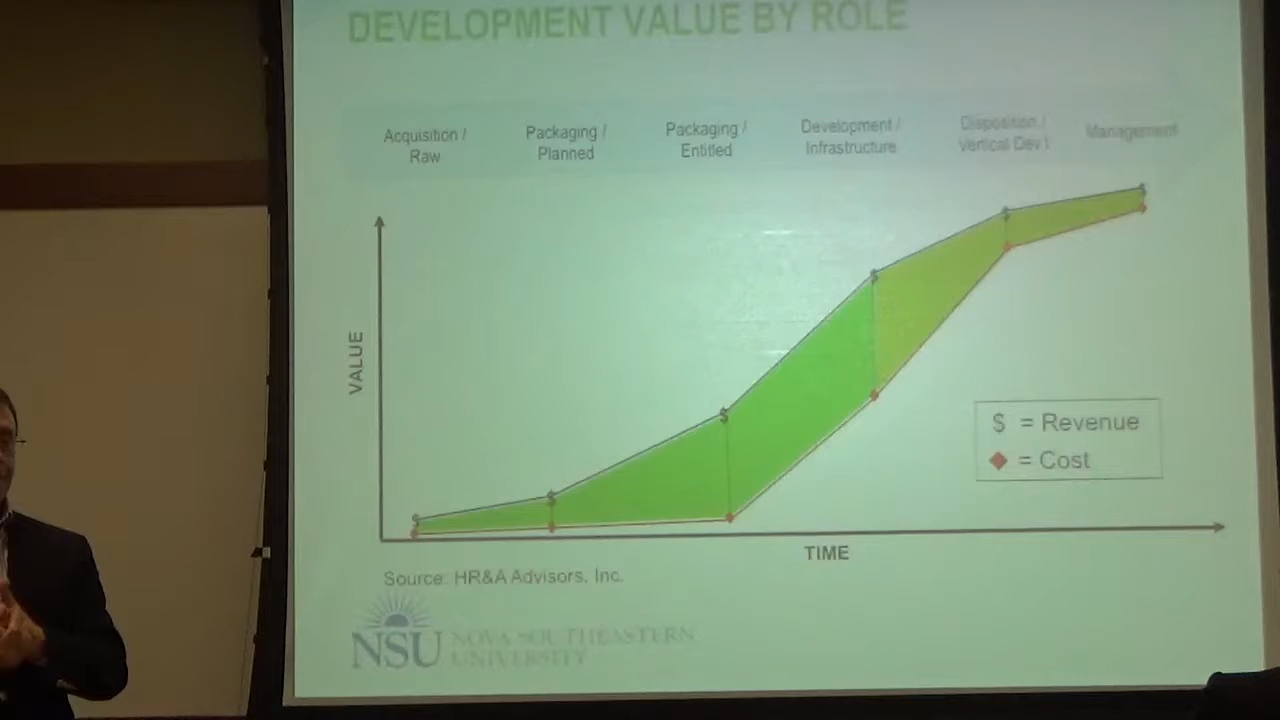 DEVELOPMENT VALUE BY ROLE
Acquisition /
Raw
Packaging /
Planned
Packaging /
Entitled
Development /
Infrastructure
Disposition /
Vertical Dev't
Management
VALUE
$ = Revenue
= Cost
TIME
Source: HR&A Advisors, Inc.
NSU NOVA SOUTHEASTERN
UNIVERSITY